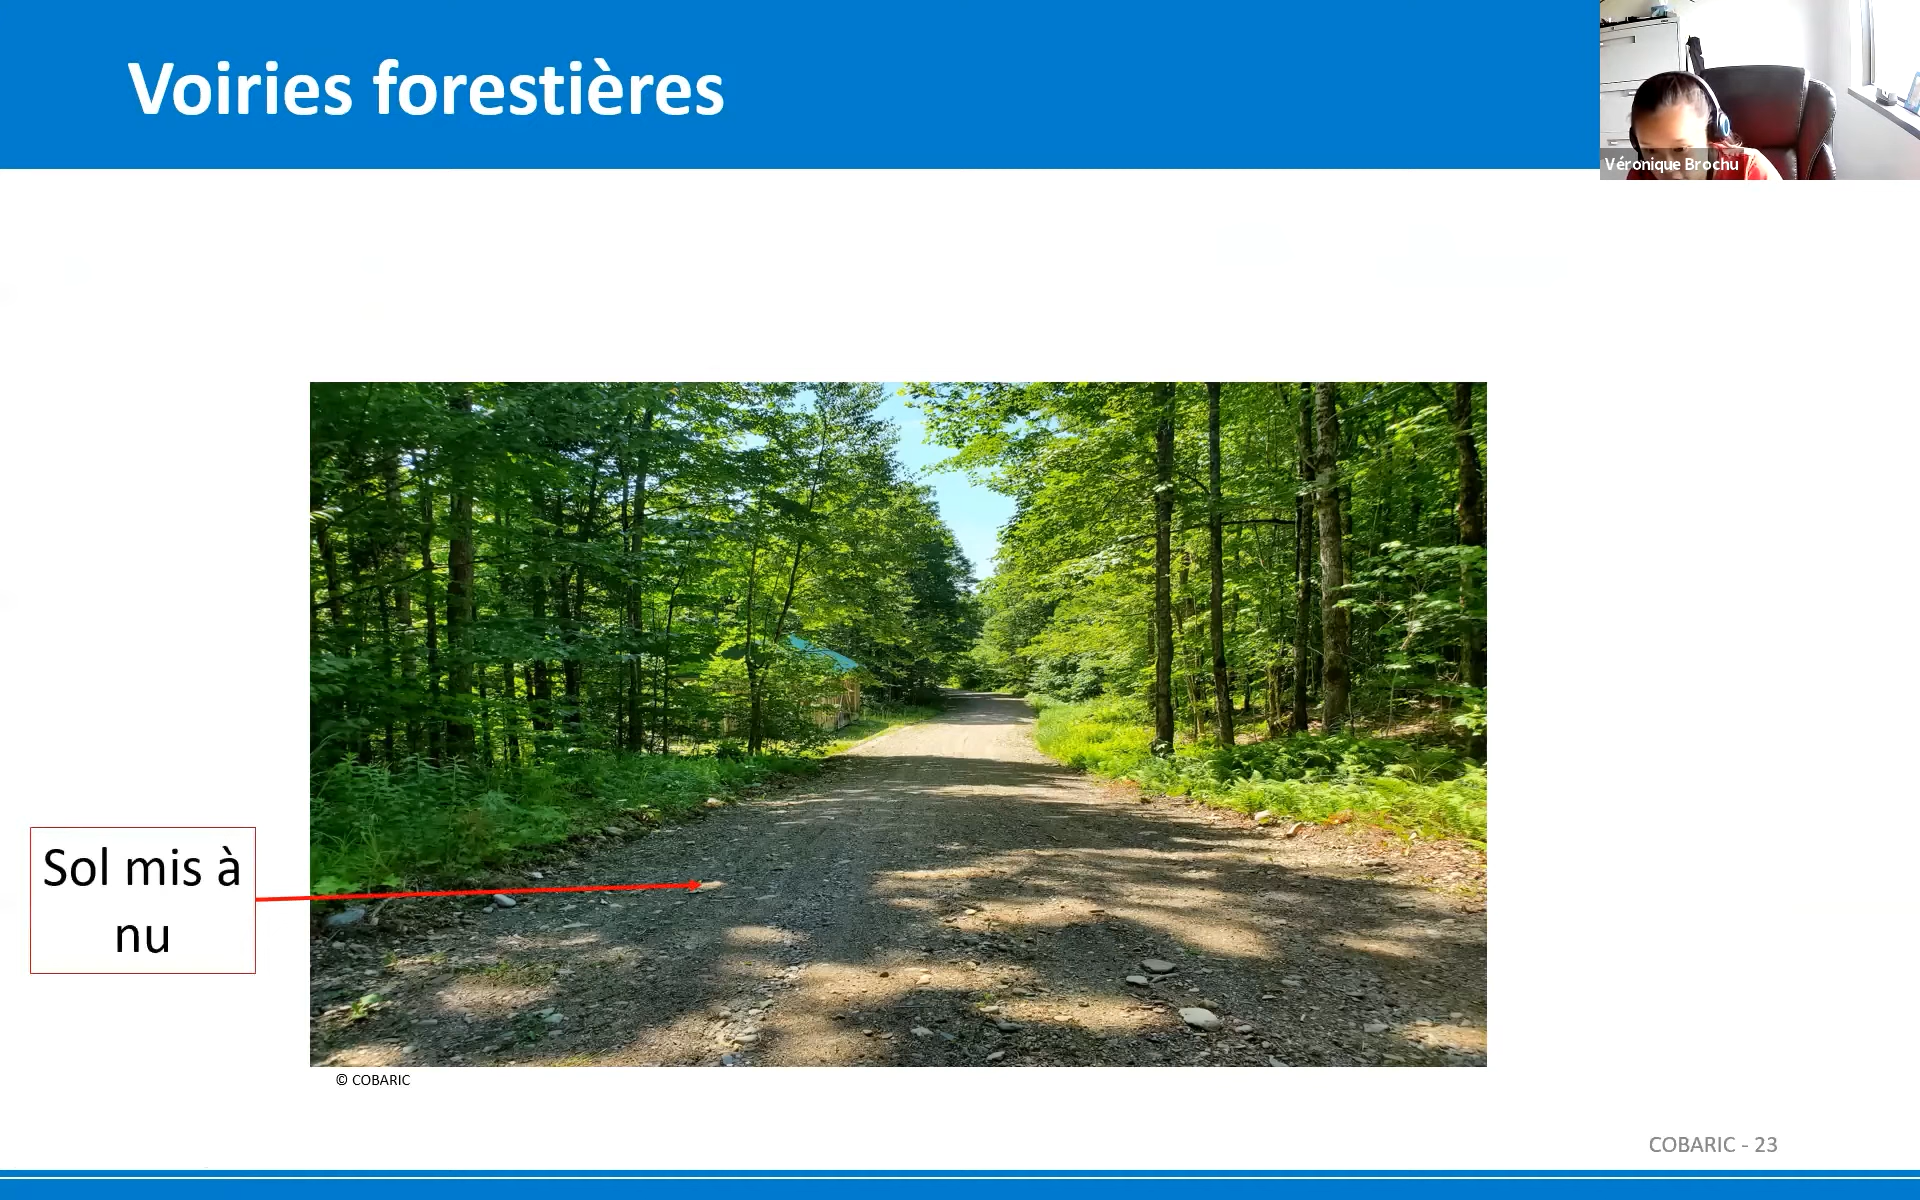 Voiries forestières
Véronique Brochu
Sol mis à
nu
© COBARIC
COBARIC - 23